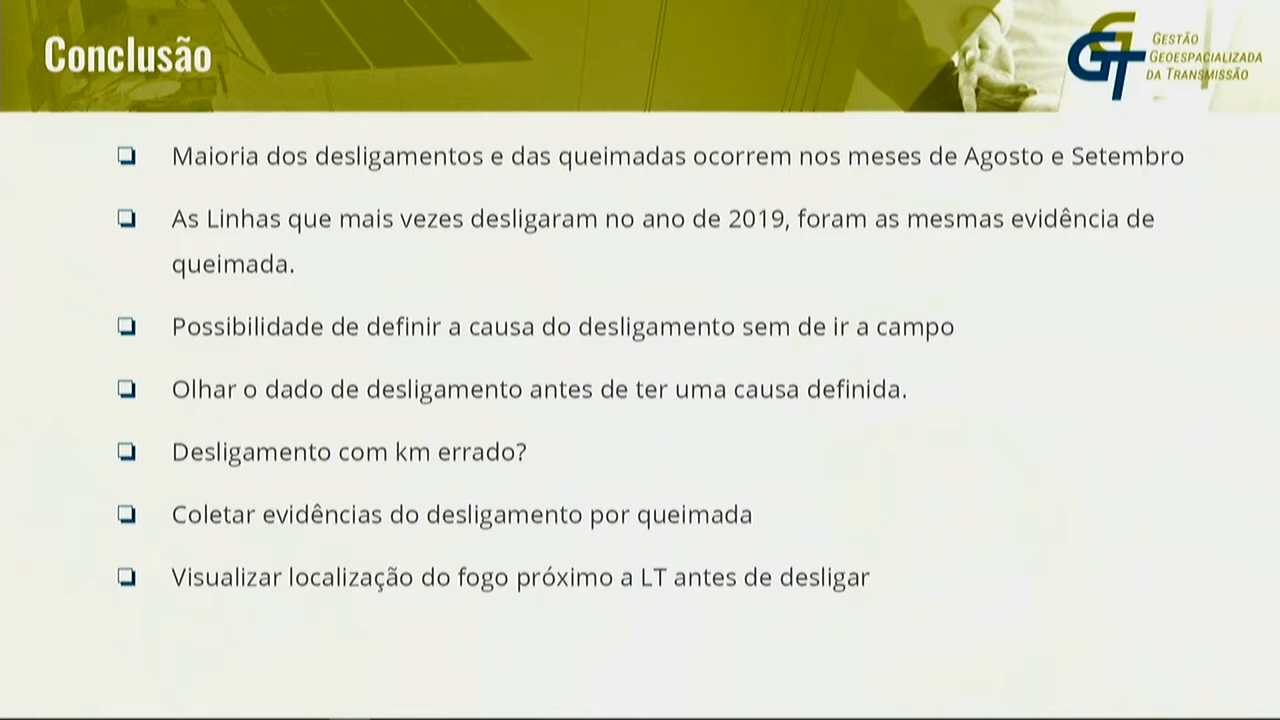 Conclusão
GESTÃO
GEOESPACIALIZADA
DA TRANSMISSÃO
GGT
Maioria dos desligamentos e das queimadas ocorrem nos meses de Agosto e Setembro
As Linhas que mais vezes desligaram no ano de 2019, foram as mesmas evidência de
queimada.
Possibilidade de definir a causa do desligamento sem de ir a campo
Olhar o dado de desligamento antes de ter uma causa definida.
Desligamento com km errado?
Coletar evidências do desligamento por queimada
Visualizar localização do fogo próximo a LT antes de desligar